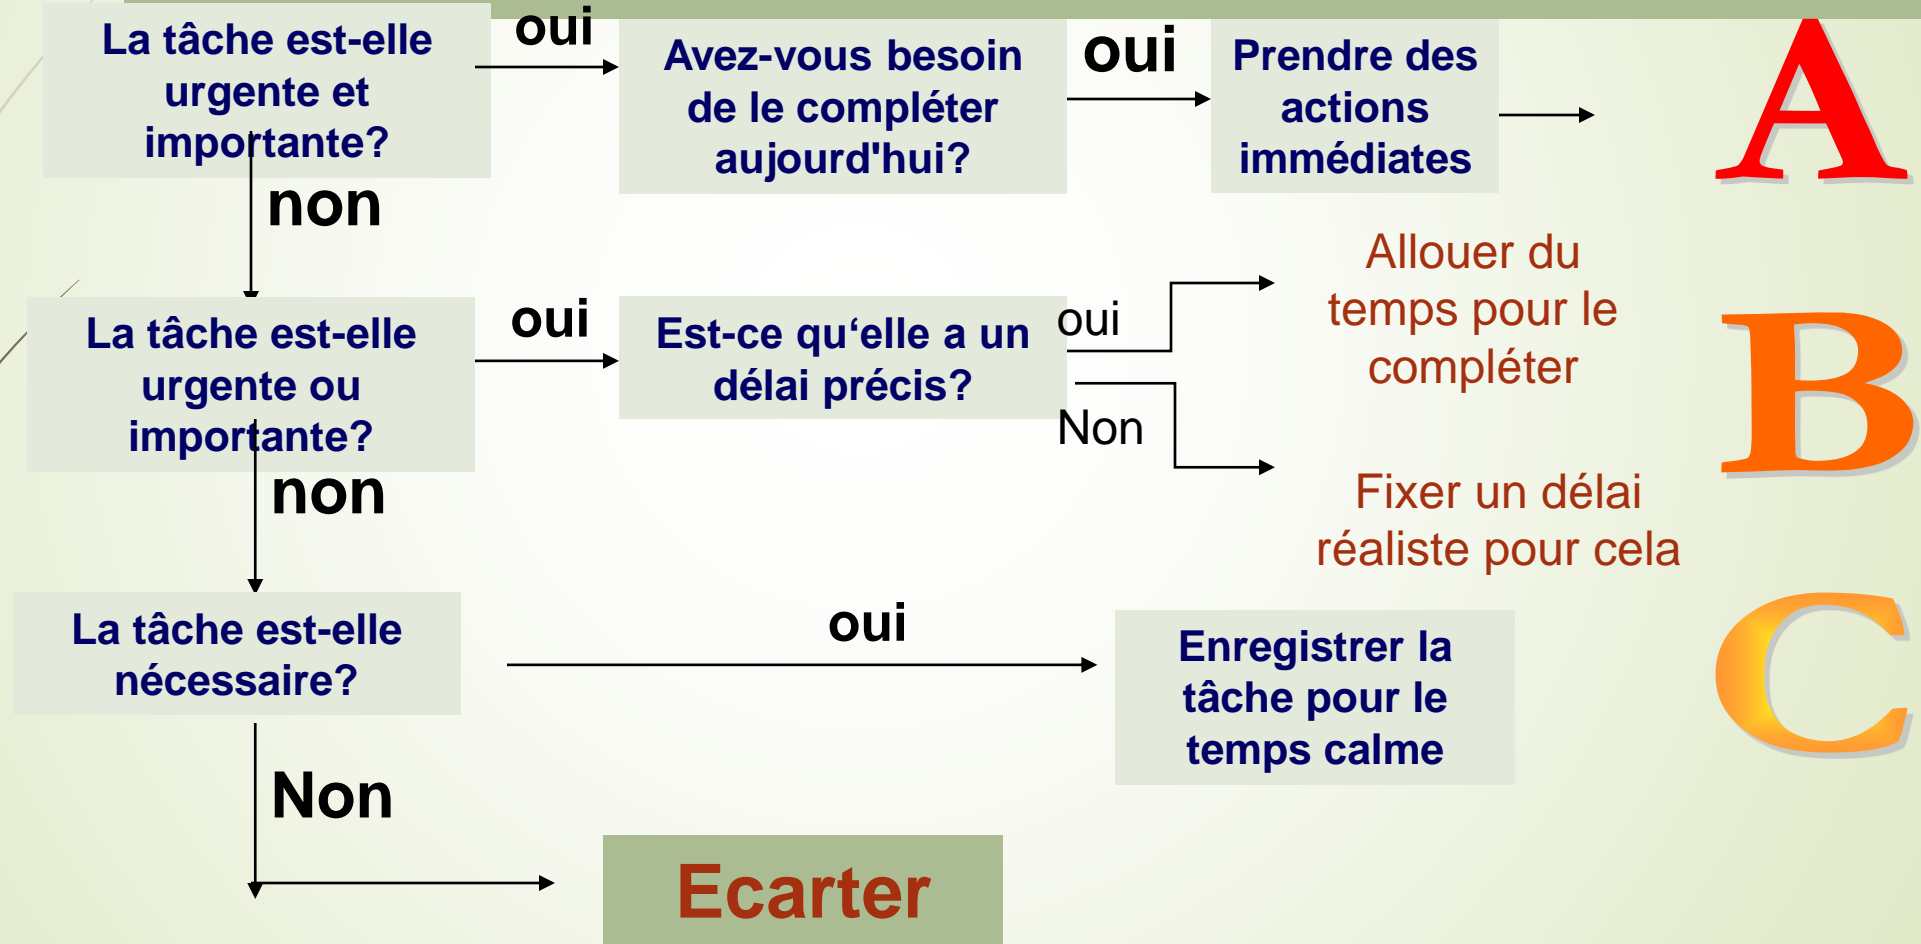 La tâche est-elle
urgente et
importante?
oui
Avez-vous besoin
de le compléter
aujourd'hui?
oui
Prendre des
actions
immédiates
A
non
La tâche est-elle
urgente ou
importante?
oui
Est-ce qu‘elle a un
délai précis?
oui
Allouer du
temps pour le
compléter
B
Non
Fixer un délai
réaliste pour cela
non
La tâche est-elle
nécessaire?
oui
Enregistrer la
tâche pour le
temps calme
C
Non
Ecarter